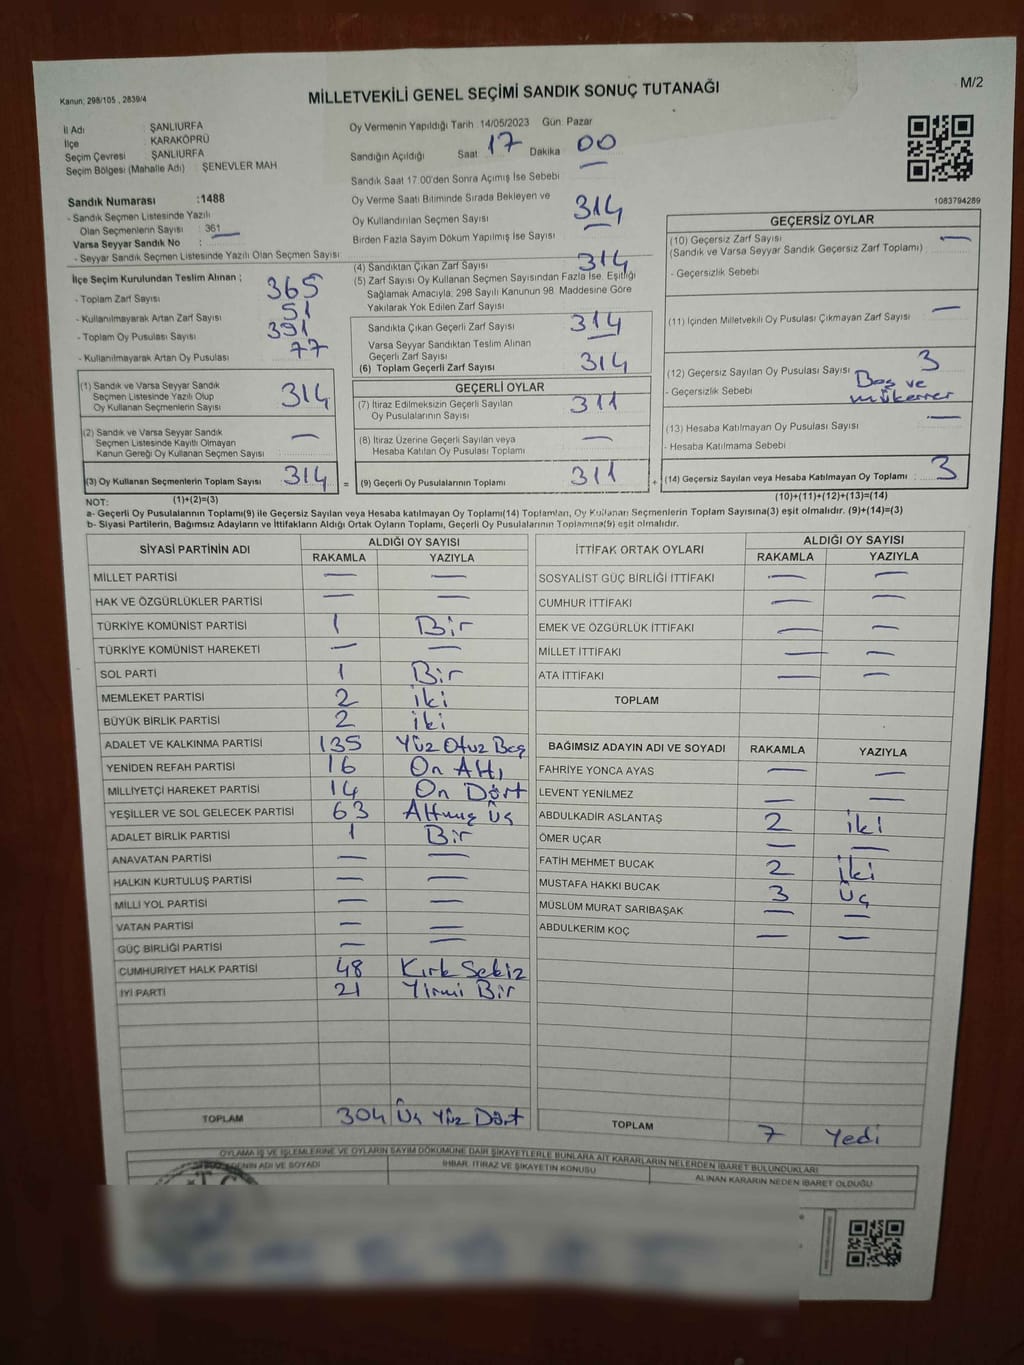 Kanun; 298/105 , 2839/4
MİLLETVEKİLİ GENEL SEÇİMİ SANDIK SONUÇ TUTANAĞI
M/2
İl Adı : ŞANLIURFA
İlçe : KARAKÖPRÜ
Seçim Çevresi : ŞANLIURFA
Seçim Bölgesi (Mahalle Adı) : ŞENEVLER MAH
Oy Vermenin Yapıldığı Tarih :14/05/2023 Gün: Pazar
Sandığın Açıldığı Saat 17 Dakika 00
Sandık Saat 17:00'den Sonra Açımış İse Sebebi —
Sandık Numarası :1488
- Sandık Seçmen Listesinde Yazılı
Olan Seçmenlerin Sayısı : 361
Varsa Seyyar Sandık No :
- Seyyar Sandık Seçmen Listesinde Yazılı Olan Seçmen Sayısı :
Oy Verme Saati Bitiminde Sırada Bekleyen ve
Oy Kullandırılan Seçmen Sayısı 314
Birden Fazla Sayım Döküm Yapılmış İse Sayısı —
1083794289
İlçe Seçim Kurulundan Teslim Alınan ;
- Toplam Zarf Sayısı 365
- Kullanılmayarak Artan Zarf Sayısı 51
- Toplam Oy Pusulası Sayısı 391
- Kullanılmayarak Artan Oy Pusulası 77
(1) Sandık ve Varsa Seyyar Sandık
Seçmen Listesinde Yazılı Olup
Oy Kullanan Seçmenlerin Sayısı 314
(2) Sandık ve Varsa Seyyar Sandık
Seçmen Listesinde Kayıtlı Olmayan
Kanun Gereği Oy Kullanan Seçmen Sayısı —
(3) Oy Kullanan Seçmenlerin Toplam Sayısı 314 =
(4) Sandıktan Çıkan Zarf Sayısı 314
(5) Zarf Sayısı Oy Kullanan Seçmen Sayısından Fazla İse, Eşitliği
Sağlamak Amacıyla, 298 Sayılı Kanunun 98. Maddesine Göre
Yakılarak Yok Edilen Zarf Sayısı
Sandıkta Çıkan Geçerli Zarf Sayısı 314
Varsa Seyyar Sandıktan Teslim Alınan
Geçerli Zarf Sayısı —
(6) Toplam Geçerli Zarf Sayısı 314
GEÇERLİ OYLAR
(7) İtiraz Edilmeksizin Geçerli Sayılan
Oy Pusulalarının Sayısı 311
(8) İtiraz Üzerine Geçerli Sayılan veya
Hesaba Katılan Oy Pusulası Toplamı —
(9) Geçerli Oy Pusulalarının Toplamı 311 +
GEÇERSİZ OYLAR
(10) Geçersiz Zarf Sayısı —
(Sandık ve Varsa Seyyar Sandık Geçersiz Zarf Toplamı)
- Geçersizlik Sebebi
(11) İçinden Milletvekili Oy Pusulası Çıkmayan Zarf Sayısı —
(12) Geçersiz Sayılan Oy Pusulası Sayısı 3
- Geçersizlik Sebebi Boş ve
mükerrer
(13) Hesaba Katılmayan Oy Pusulası Sayısı —
- Hesaba Katılmama Sebebi
(14) Geçersiz Sayılan veya Hesaba Katılmayan Oy Toplamı : 3
NOT: (1)+(2)=(3)
(10)+(11)+(12)+(13)=(14)
a- Geçerli Oy Pusulalarının Toplamı(9) ile Geçersiz Sayılan veya Hesaba katılmayan Oy Toplamı(14) Toplamları, Oy Kullanan Seçmenlerin Toplam Sayısına(3) eşit olmalıdır. (9)+(14)=(3)
b- Siyasi Partilerin, Bağımsız Adayların ve İttifakların Aldığı Ortak Oyların Toplamı, Geçerli Oy Pusulalarının Toplamına(9) eşit olmalıdır.
SİYASİ PARTİNİN ADI ALDIĞI OY SAYISI
RAKAMLA YAZIYLA
MİLLET PARTİSİ — —
HAK VE ÖZGÜRLÜKLER PARTİSİ — —
TÜRKİYE KOMÜNİST PARTİSİ 1 Bir
TÜRKİYE KOMÜNİST HAREKETİ — —
SOL PARTİ 1 Bir
MEMLEKET PARTİSİ 2 iki
BÜYÜK BİRLİK PARTİSİ 2 iki
ADALET VE KALKINMA PARTİSİ 135 Yüz Otuz Beş
YENİDEN REFAH PARTİSİ 16 On Altı
MİLLİYETÇİ HAREKET PARTİSİ 14 On Dört
YEŞİLLER VE SOL GELECEK PARTİSİ 63 Altmış Üç
ADALET BİRLİK PARTİSİ 1 Bir
ANAVATAN PARTİSİ — —
HALKIN KURTULUŞ PARTİSİ — —
MİLLİ YOL PARTİSİ — —
VATAN PARTİSİ — —
GÜÇ BİRLİĞİ PARTİSİ — —
CUMHURİYET HALK PARTİSİ 48 Kırk Sekiz
İYİ PARTİ 21 Yirmi Bir
TOPLAM 304 Üç Yüz Dört
İTTİFAK ORTAK OYLARI ALDIĞI OY SAYISI
RAKAMLA YAZIYLA
SOSYALİST GÜÇ BİRLİĞİ İTTİFAKI — —
CUMHUR İTTİFAKI — —
EMEK VE ÖZGÜRLÜK İTTİFAKI — —
MİLLET İTTİFAKI — —
ATA İTTİFAKI — —
TOPLAM
BAĞIMSIZ ADAYIN ADI VE SOYADI RAKAMLA YAZIYLA
FAHRİYE YONCA AYAS — —
LEVENT YENİLMEZ — —
ABDULKADİR ASLANTAŞ 2 iki
ÖMER UÇAR — —
FATİH MEHMET BUCAK 2 iki
MUSTAFA HAKKI BUCAK 3 Üç
MÜSLÜM MURAT SARIBAŞAK — —
ABDULKERİM KOÇ — —
TOPLAM 7 Yedi
OYLAMA İŞ VE İŞLEMLERİNE VE OYLARIN SAYIM DÖKÜMÜNE DAİR ŞİKAYETLERLE BUNLARA AİT KARARLARIN NELERDEN İBARET BULUNDUKLARI
ADI VE SOYADI
İHBAR, İTİRAZ VE ŞİKAYETİN KONUSU
ALINAN KARARIN NEDEN İBARET OLDUĞU
T.C.